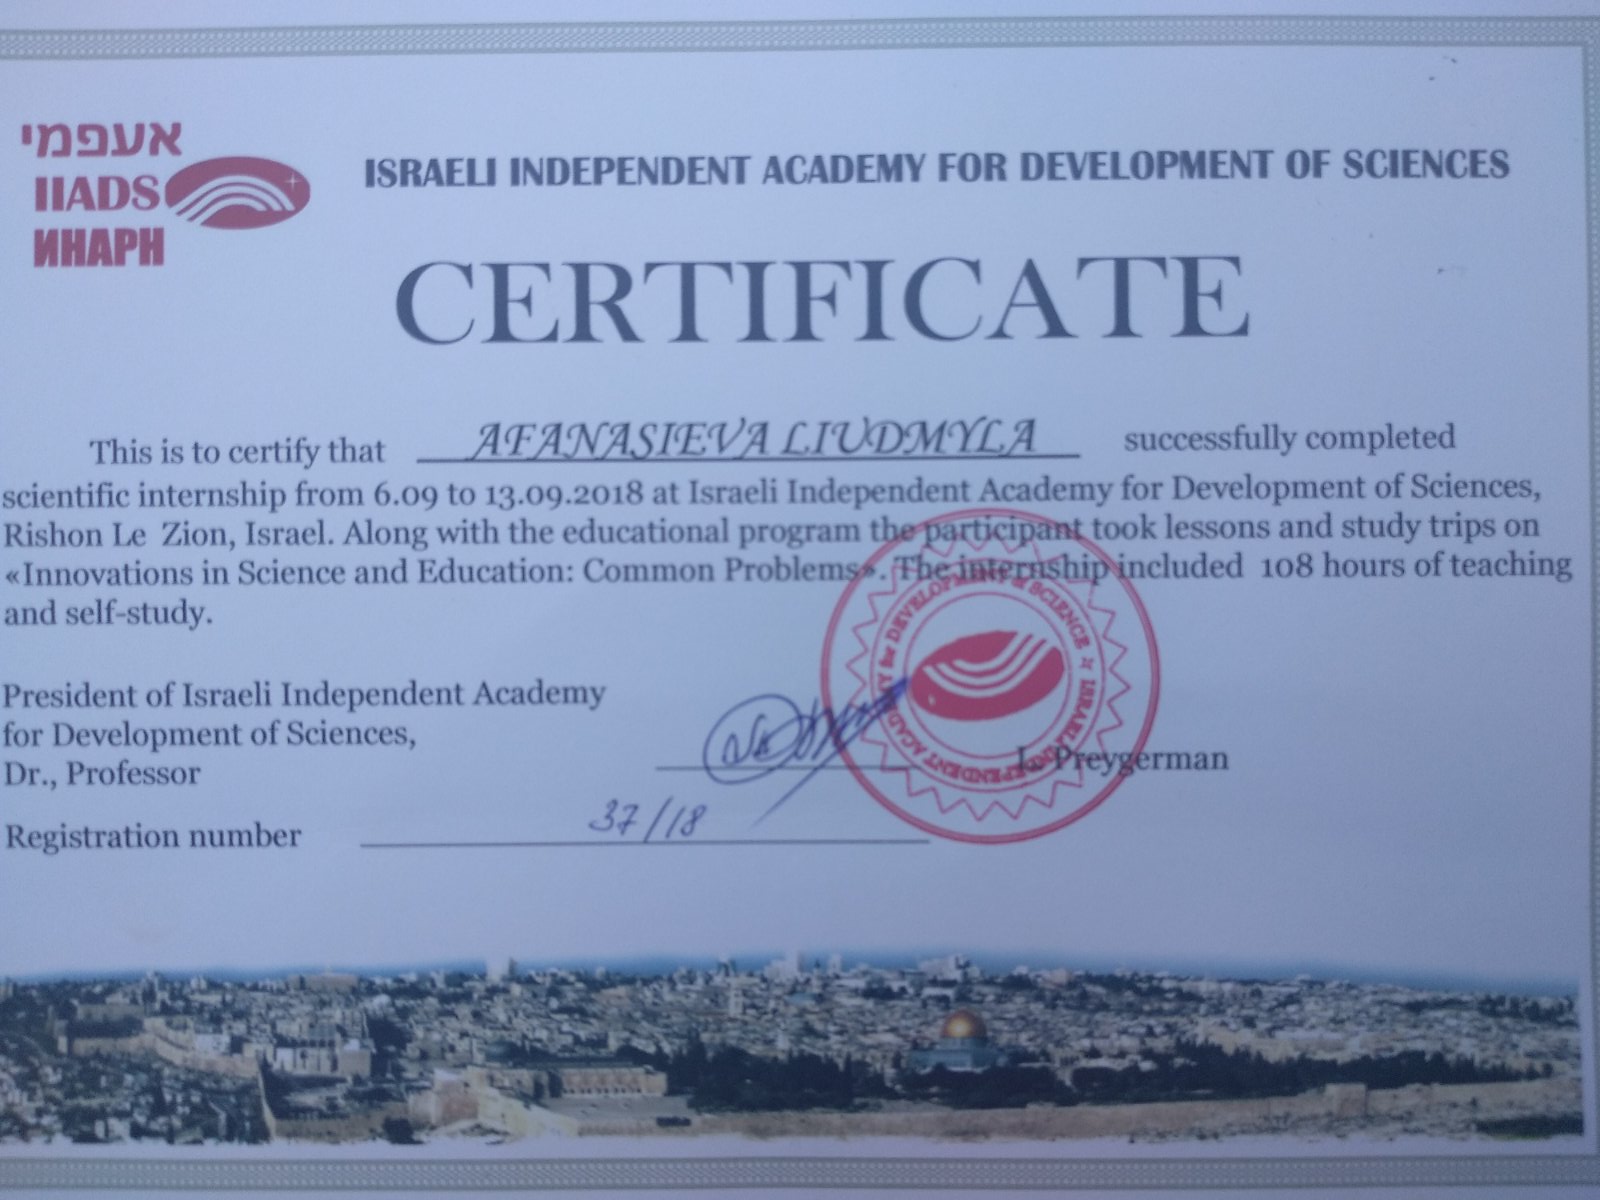 אעפמי
IIADS
ИНАРН
ISRAELI INDEPENDENT ACADEMY FOR DEVELOPMENT OF SCIENCES
CERTIFICATE
This is to certify that AFANASIEVA LIUDMYLA successfully completed
scientific internship from 6.09 to 13.09.2018 at Israeli Independent Academy for Development of Sciences,
Rishon Le Zion, Israel. Along with the educational program the participant took lessons and study trips on
«Innovations in Science and Education: Common Problems». The internship included 108 hours of teaching
and self-study.
President of Israeli Independent Academy
for Development of Sciences,
Dr., Professor
Preygerman
Registration number 37/18